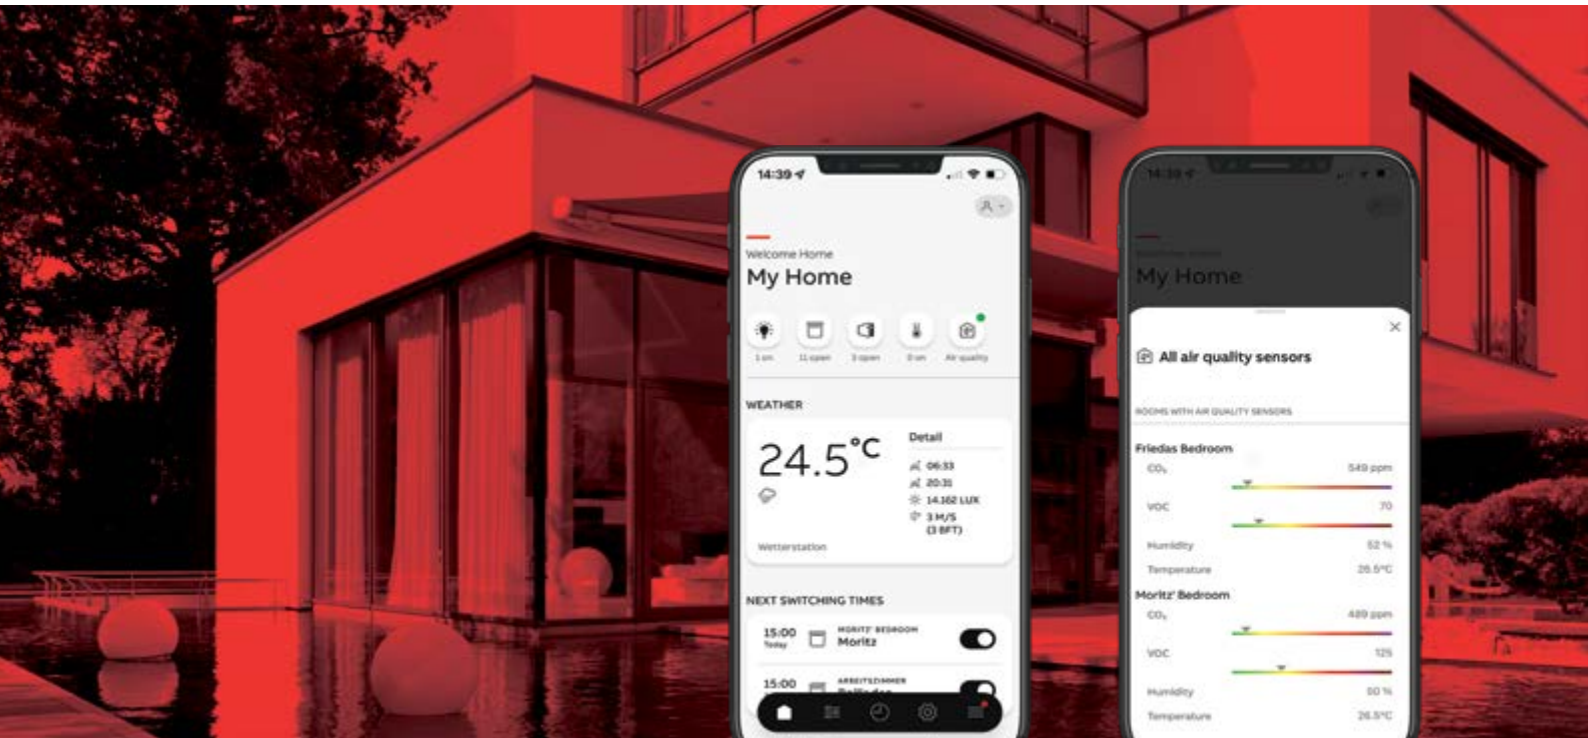 14:39
Welcome Home
My Home
1 on
11 open
3 open
0 on
Air quality
WEATHER
24.5°C
Detail
06:33
20:31
14.162 LUX
3 M/S
(3 BFT)
Wetterstation
NEXT SWITCHING TIMES
15:00
Today
MORITZ' BEDROOM
Moritz
15:00
ARBEITSZIMMER
14:39
My Home
All air quality sensors
ROOMS WITH AIR QUALITY SENSORS
Friedas Bedroom
CO₂ 549 ppm
VOC 70
Humidity 52 %
Temperature 26.5°C
Moritz' Bedroom
CO₂ 489 ppm
VOC 125
Humidity 50 %
Temperature 26.5°C